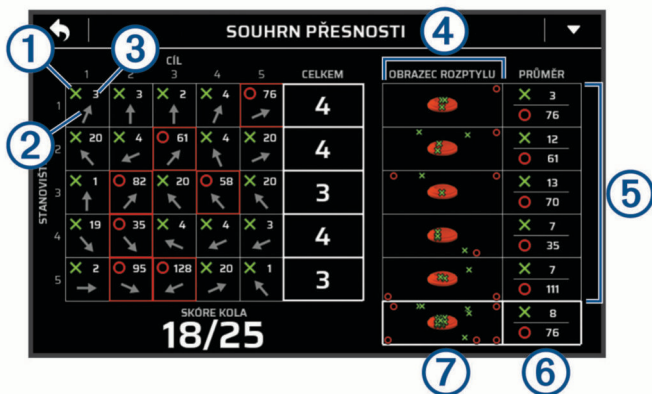 SOUHRN PŘESNOSTI
1 3 4
CÍL
1 2 3 4 5 CELKEM OBRAZEC ROZPTYLU PRŮMĚR
1 X 3 X 3 X 2 X 4 O 76 4 X 3
O 76
2
2 X 20 X 4 O 61 X 4 X 20 4 X 12
O 61
STANOVIŠTĚ
3 X 1 O 82 X 20 O 58 X 20 3 X 13
O 70
5
4 X 19 O 35 X 4 X 4 X 3 4 X 7
O 35
5 X 2 O 95 O 128 X 20 X 1 3 X 7
O 111
SKÓRE KOLA
18/25
X 8
O 76
7 6